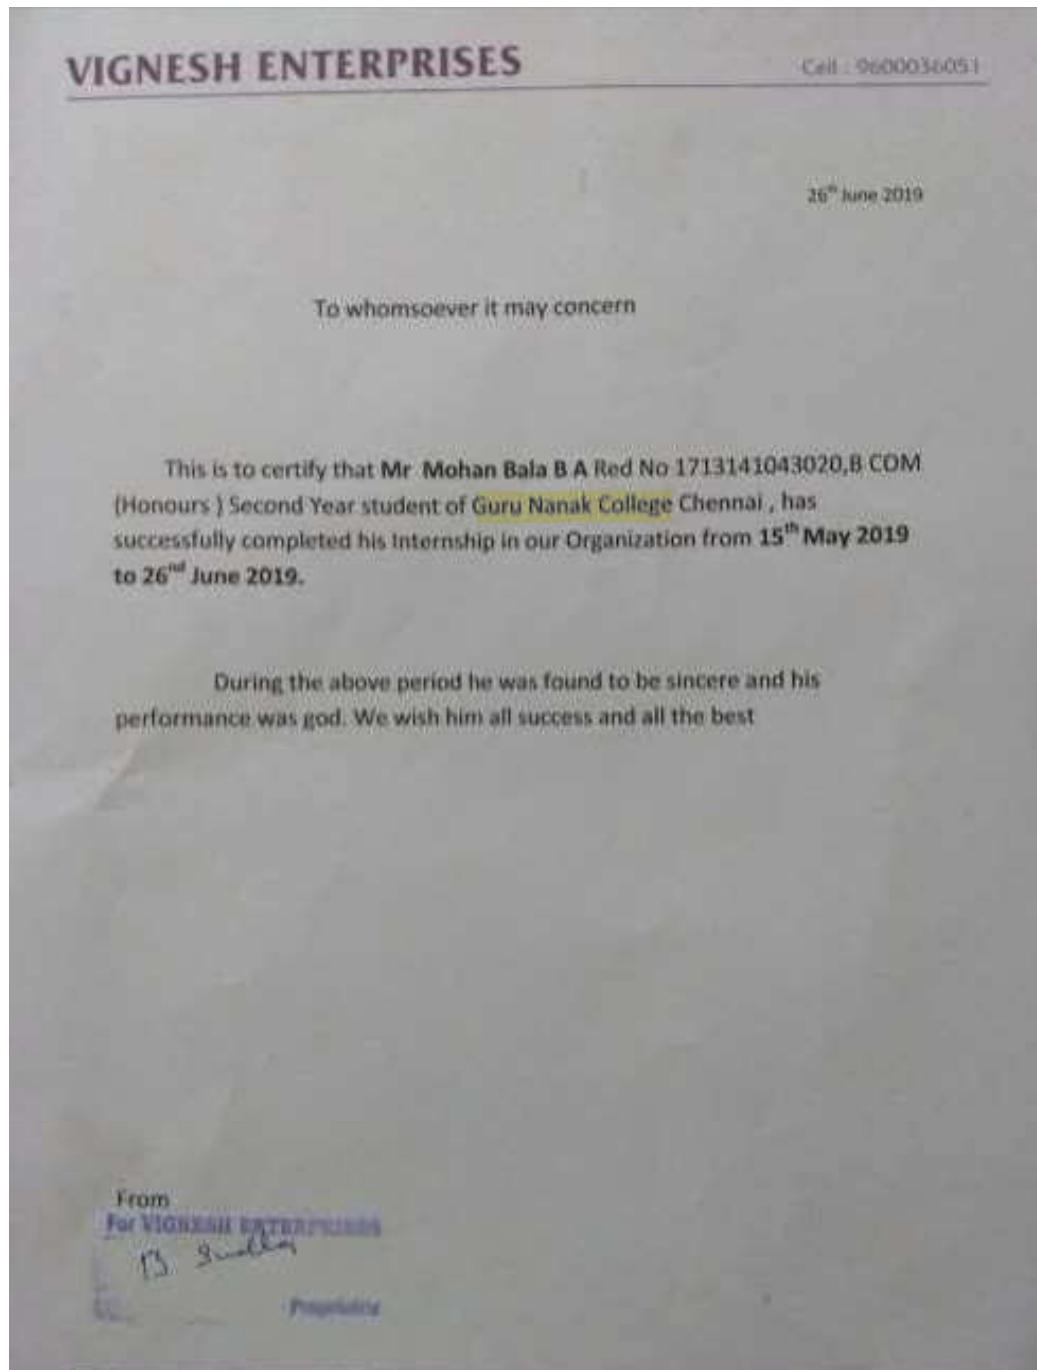 VIGNESH ENTERPRISES Cell : 9600036051
26th June 2019
To whomsoever it may concern
This is to certify that Mr Mohan Bala B A Red No 1713141043020,B COM
(Honours ) Second Year student of Guru Nanak College Chennai , has
successfully completed his Internship in our Organization from 15th May 2019
to 26nd June 2019.
During the above period he was found to be sincere and his
performance was god. We wish him all success and all the best
From
For VIGNESH ENTERPRISES
B